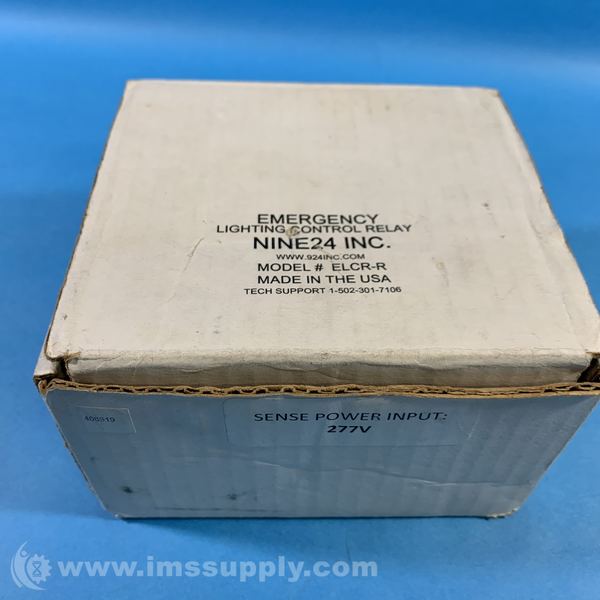 EMERGENCY
LIGHTING CONTROL RELAY
NINE24 INC.
WWW.924INC.COM
MODEL # ELCR-R
MADE IN THE USA
TECH SUPPORT 1-502-301-7106
SENSE POWER INPUT:
277V
www.imssupply.com